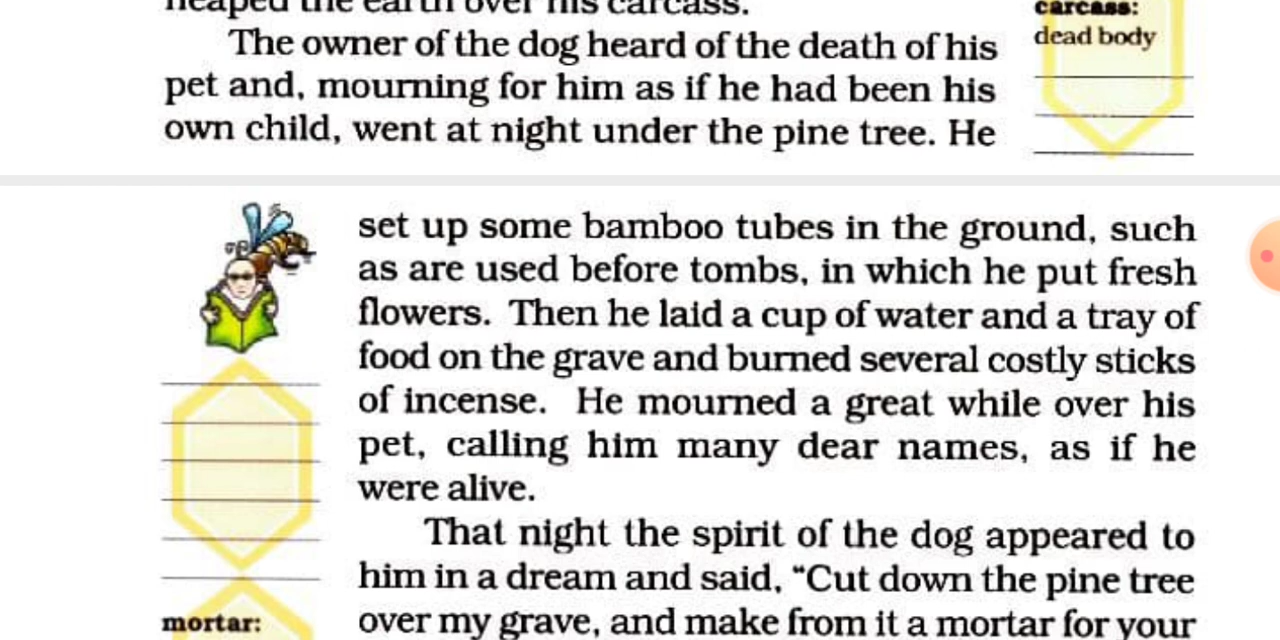 heaped the earth over his carcass.
The owner of the dog heard of the death of his
pet and, mourning for him as if he had been his
own child, went at night under the pine tree. He
carcass:
dead body
set up some bamboo tubes in the ground, such
as are used before tombs, in which he put fresh
flowers. Then he laid a cup of water and a tray of
food on the grave and burned several costly sticks
of incense. He mourned a great while over his
pet, calling him many dear names, as if he
were alive.
That night the spirit of the dog appeared to
him in a dream and said, “Cut down the pine tree
over my grave, and make from it a mortar for your
mortar: